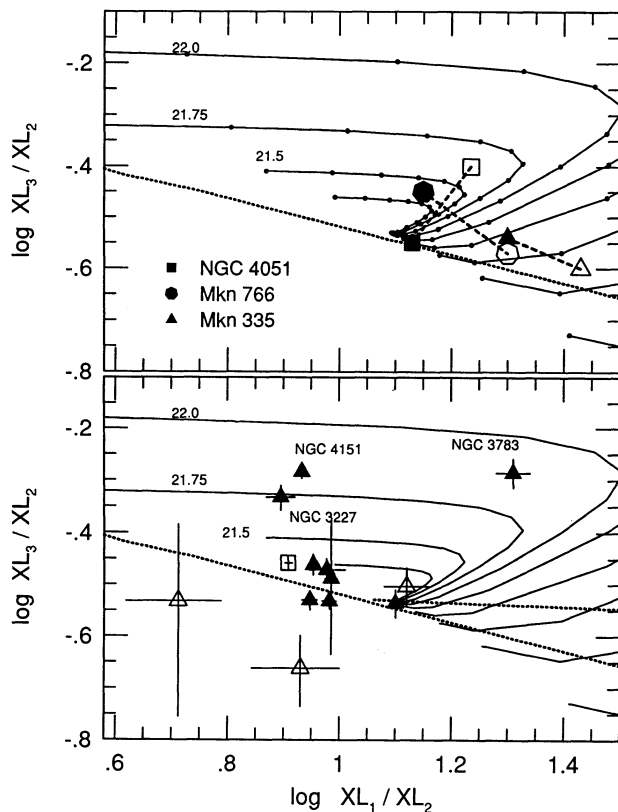 -.2
-.4
-.6
-.8
log XL3 / XL2
22.0
21.75
21.5
NGC 4051
Mkn 766
Mkn 335
-.2
-.4
-.6
-.8
log XL3 / XL2
22.0
NGC 4151
NGC 3783
21.75
NGC 3227
21.5
.6
.8
1
1.2
1.4
log XL1 / XL2